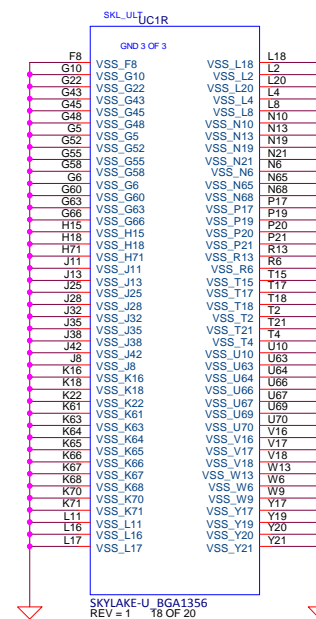 SKL_ULT
UC1R
GND 3 OF 3
F8 VSS_F8 VSS_L18 L18
G10 VSS_G10 VSS_L2 L2
G22 VSS_G22 VSS_L20 L20
G43 VSS_G43 VSS_L4 L4
G45 VSS_G45 VSS_L8 L8
G48 VSS_G48 VSS_N10 N10
G5 VSS_G5 VSS_N13 N13
G52 VSS_G52 VSS_N19 N19
G55 VSS_G55 VSS_N21 N21
G58 VSS_G58 VSS_N6 N6
G6 VSS_G6 VSS_N65 N65
G60 VSS_G60 VSS_N68 N68
G63 VSS_G63 VSS_P17 P17
G66 VSS_G66 VSS_P19 P19
H15 VSS_H15 VSS_P20 P20
H18 VSS_H18 VSS_P21 P21
H71 VSS_H71 VSS_R13 R13
J11 VSS_J11 VSS_R6 R6
J13 VSS_J13 VSS_T15 T15
J25 VSS_J25 VSS_T17 T17
J28 VSS_J28 VSS_T18 T18
J32 VSS_J32 VSS_T2 T2
J35 VSS_J35 VSS_T21 T21
J38 VSS_J38 VSS_T4 T4
J42 VSS_J42 VSS_U10 U10
J8 VSS_J8 VSS_U63 U63
K16 VSS_K16 VSS_U64 U64
K18 VSS_K18 VSS_U66 U66
K22 VSS_K22 VSS_U67 U67
K61 VSS_K61 VSS_U69 U69
K63 VSS_K63 VSS_U70 U70
K64 VSS_K64 VSS_V16 V16
K65 VSS_K65 VSS_V17 V17
K66 VSS_K66 VSS_V18 V18
K67 VSS_K67 VSS_W13 W13
K68 VSS_K68 VSS_W6 W6
K70 VSS_K70 VSS_W9 W9
K71 VSS_K71 VSS_Y17 Y17
L11 VSS_L11 VSS_Y19 Y19
L16 VSS_L16 VSS_Y20 Y20
L17 VSS_L17 VSS_Y21 Y21
SKYLAKE-U_BGA1356
REV = 1 18 OF 20